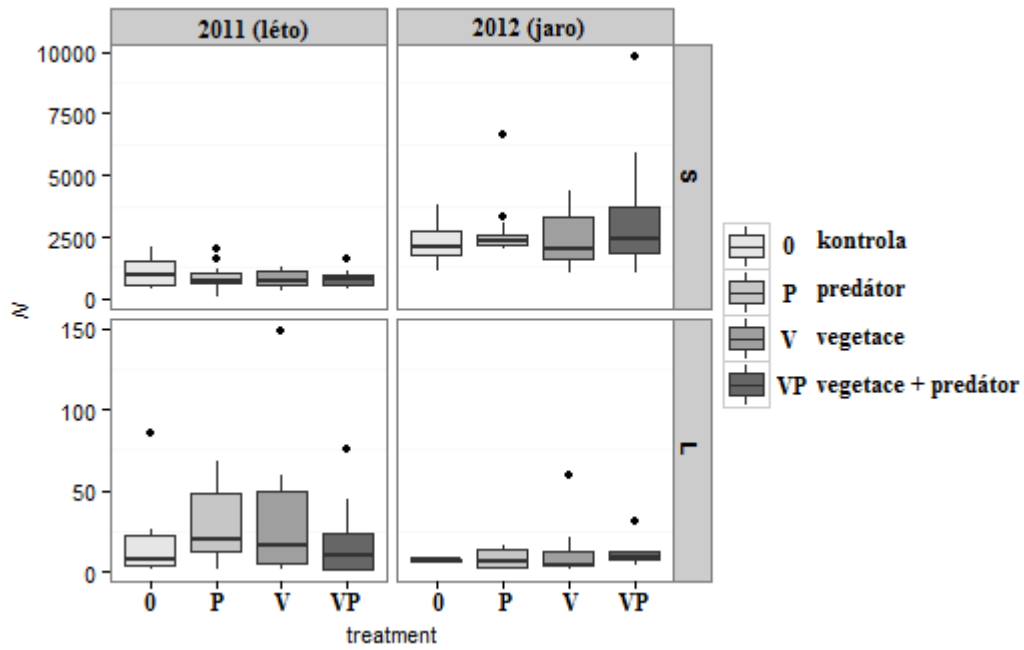 2011 (léto)
2012 (jaro)
10000
7500
5000
2500
0
S
N
150
100
50
0
L
0 P V VP
0 P V VP
treatment
0 kontrola
P predátor
V vegetace
VP vegetace + predátor